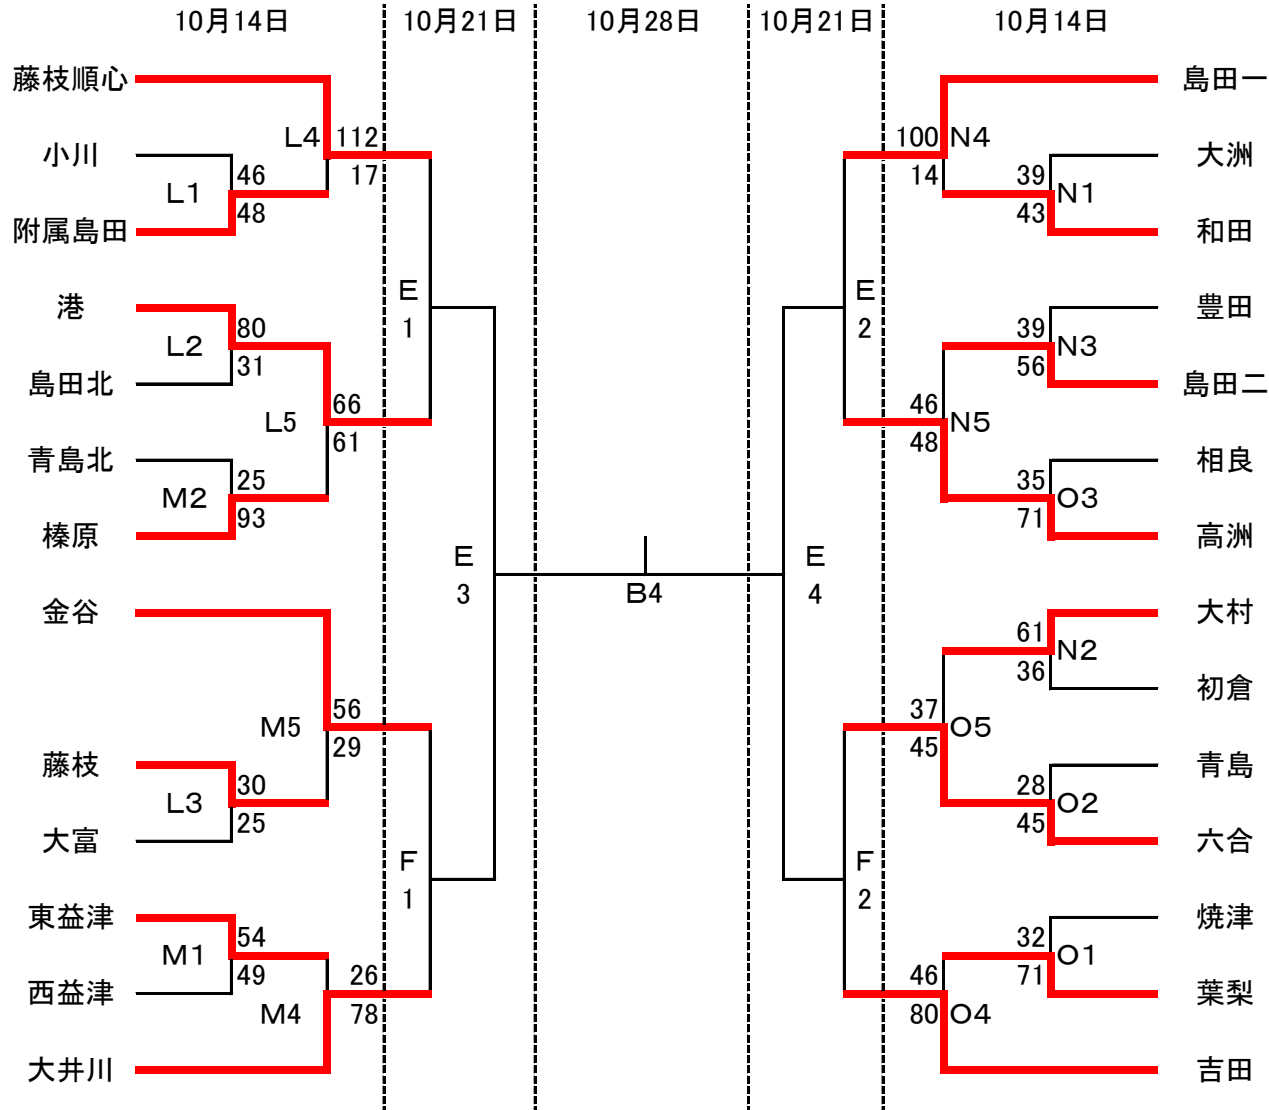 10月14日 10月21日 10月28日 10月21日 10月14日
藤枝順心 島田一
L4 112 100 N4
小川 大洲
17 14
46 39
L1 N1
48 43
附属島田 和田
E E
港 豊田
1 2
80 39
L2 N3
31 56
島田北 島田二
66 46
L5 N5
61 48
青島北 相良
25 35
M2 O3
93 71
榛原 高洲
E E
3 B4 4
金谷 大村
61
N2
36
初倉
56 37
M5 O5
29 45
藤枝 青島
30 28
L3 O2
25 45
大富 六合
F F
1 2
東益津 焼津
54 32
M1 O1
49 71
26 46
西益津 葉梨
M4 78 80 O4
大井川 吉田